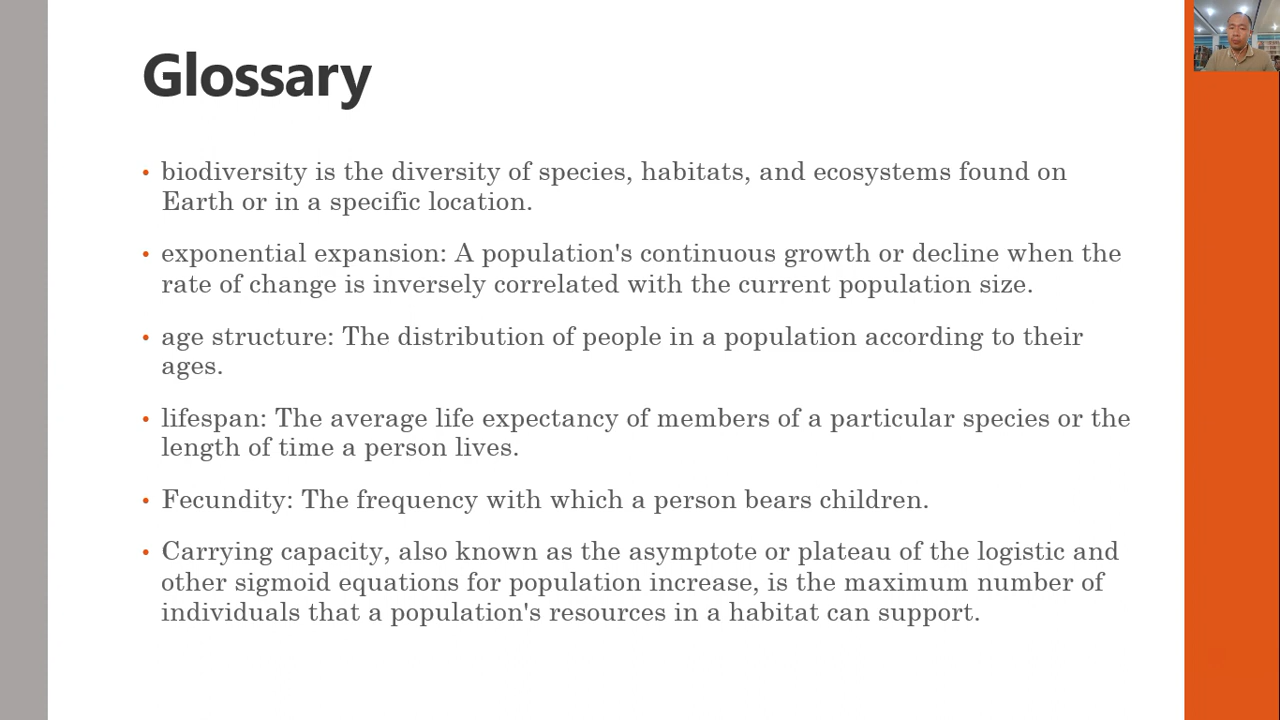 Glossary
• biodiversity is the diversity of species, habitats, and ecosystems found on
Earth or in a specific location.
• exponential expansion: A population's continuous growth or decline when the
rate of change is inversely correlated with the current population size.
• age structure: The distribution of people in a population according to their
ages.
• lifespan: The average life expectancy of members of a particular species or the
length of time a person lives.
• Fecundity: The frequency with which a person bears children.
• Carrying capacity, also known as the asymptote or plateau of the logistic and
other sigmoid equations for population increase, is the maximum number of
individuals that a population's resources in a habitat can support.